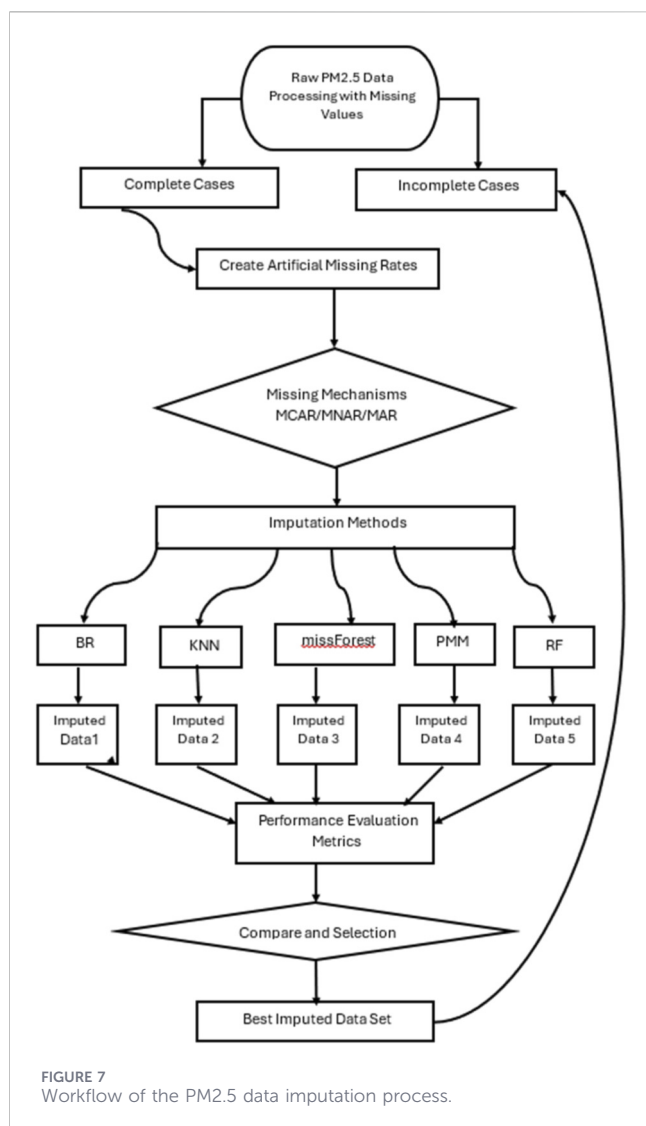 Raw PM2.5 Data
Processing with Missing
Values
Complete Cases
Incomplete Cases
Create Artificial Missing Rates
Missing Mechanisms
MCAR/MNAR/MAR
Imputation Methods
BR
KNN
missForest
PMM
RF
Imputed
Data1
Imputed
Data 2
Imputed
Data 3
Imputed
Data 4
Imputed
Data 5
Performance Evaluation
Metrics
Compare and Selection
Best Imputed Data Set
FIGURE 7
Workflow of the PM2.5 data imputation process.